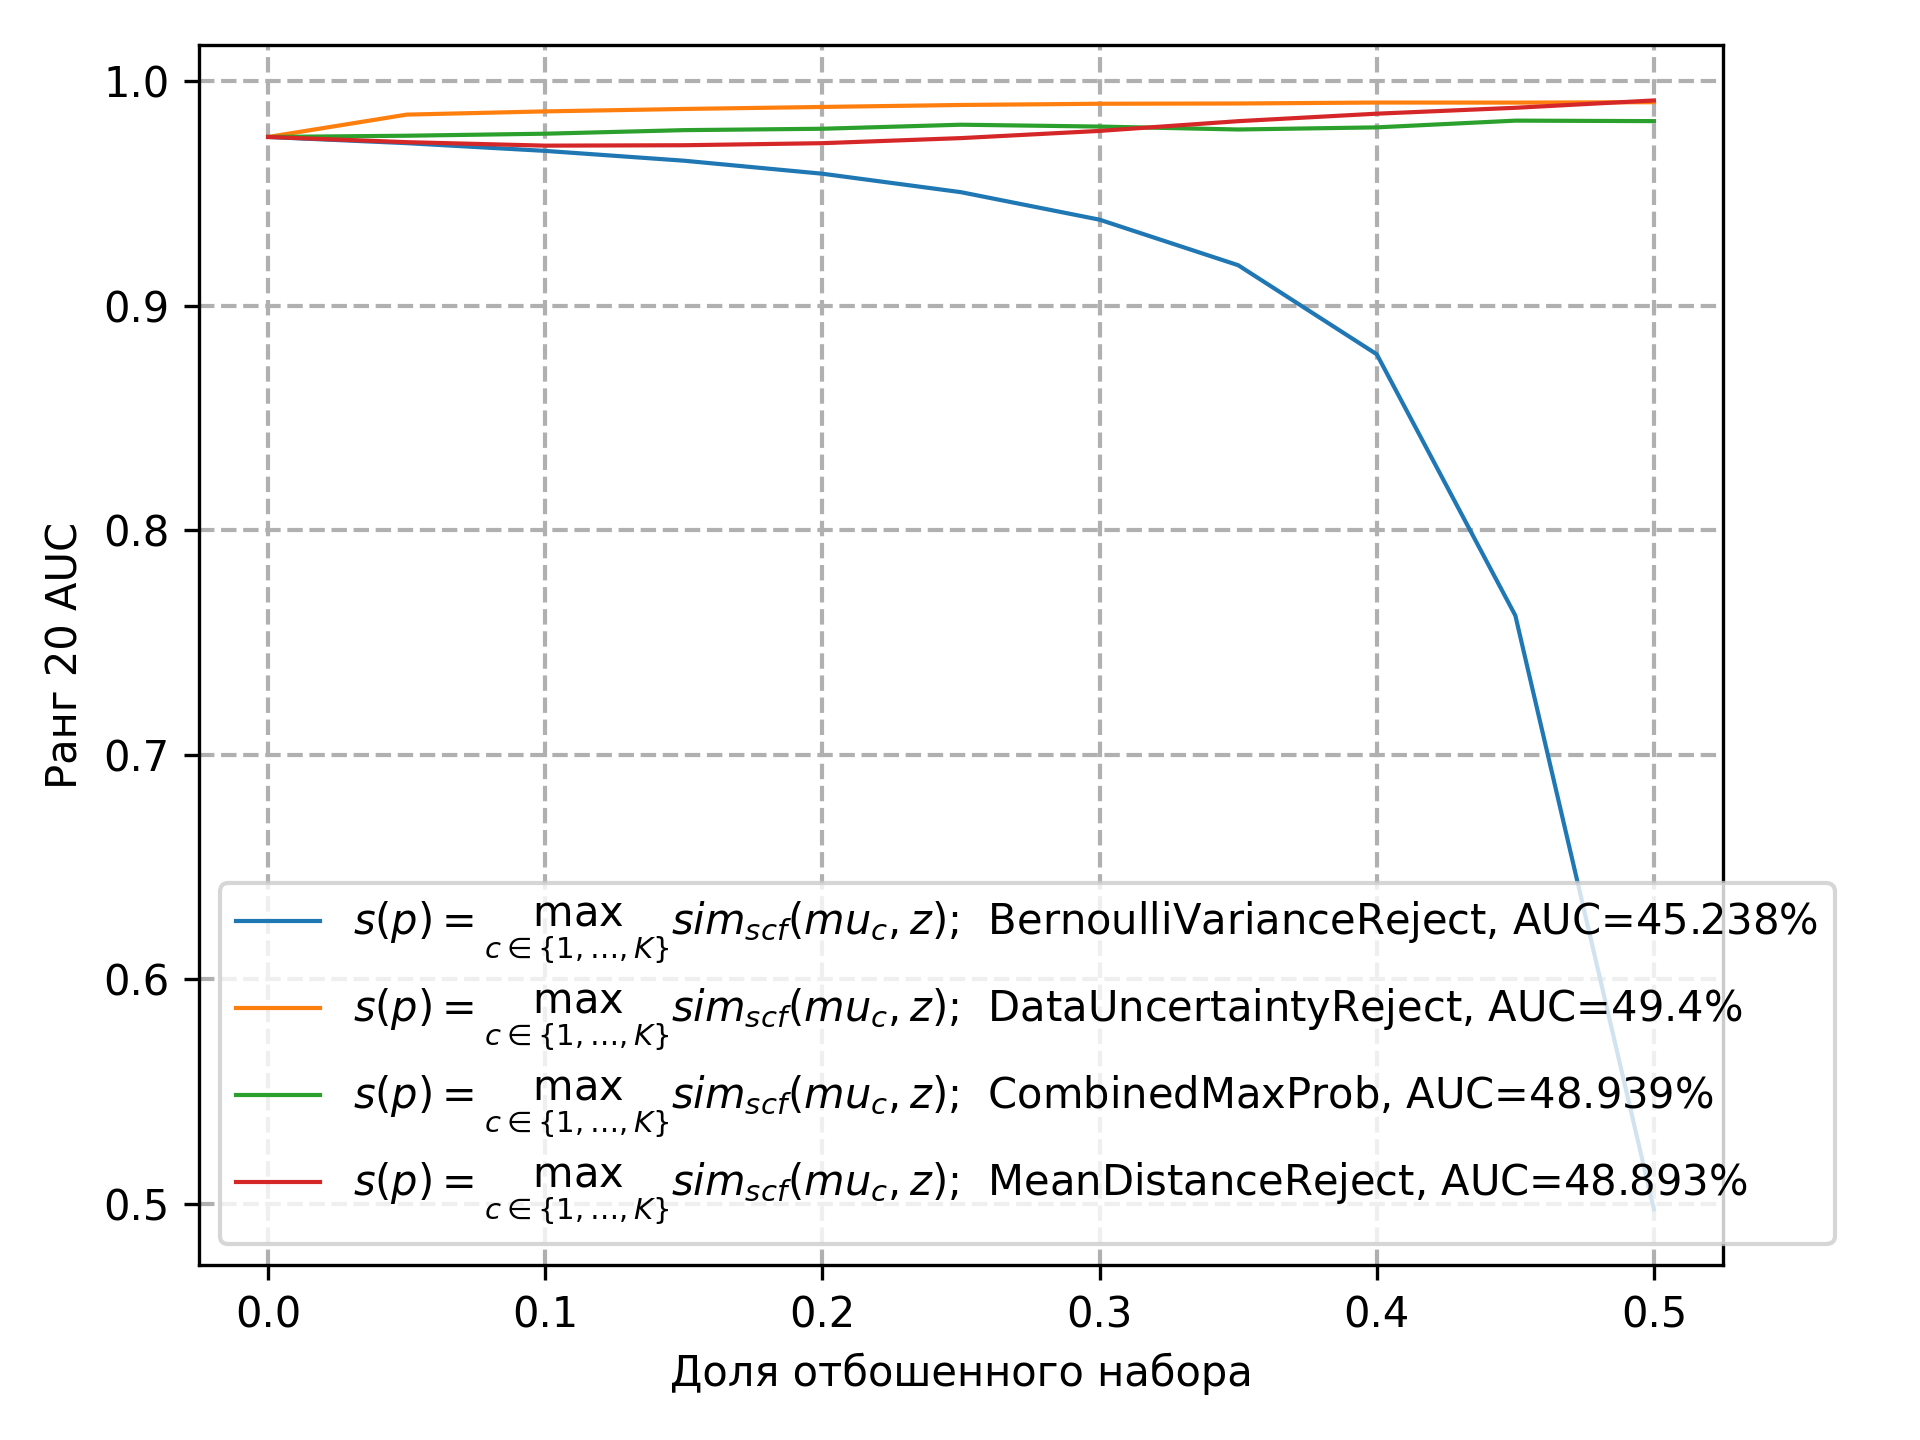 1.0
0.9
0.8
0.7
0.6
0.5
Ранг 20 AUC
s(p) = max c ∈ {1, ..., K} sim_scf(mu_c, z); BernoulliVarianceReject, AUC=45.238%
s(p) = max c ∈ {1, ..., K} sim_scf(mu_c, z); DataUncertaintyReject, AUC=49.4%
s(p) = max c ∈ {1, ..., K} sim_scf(mu_c, z); CombinedMaxProb, AUC=48.939%
s(p) = max c ∈ {1, ..., K} sim_scf(mu_c, z); MeanDistanceReject, AUC=48.893%
0.0 0.1 0.2 0.3 0.4 0.5
Доля отбошенного набора